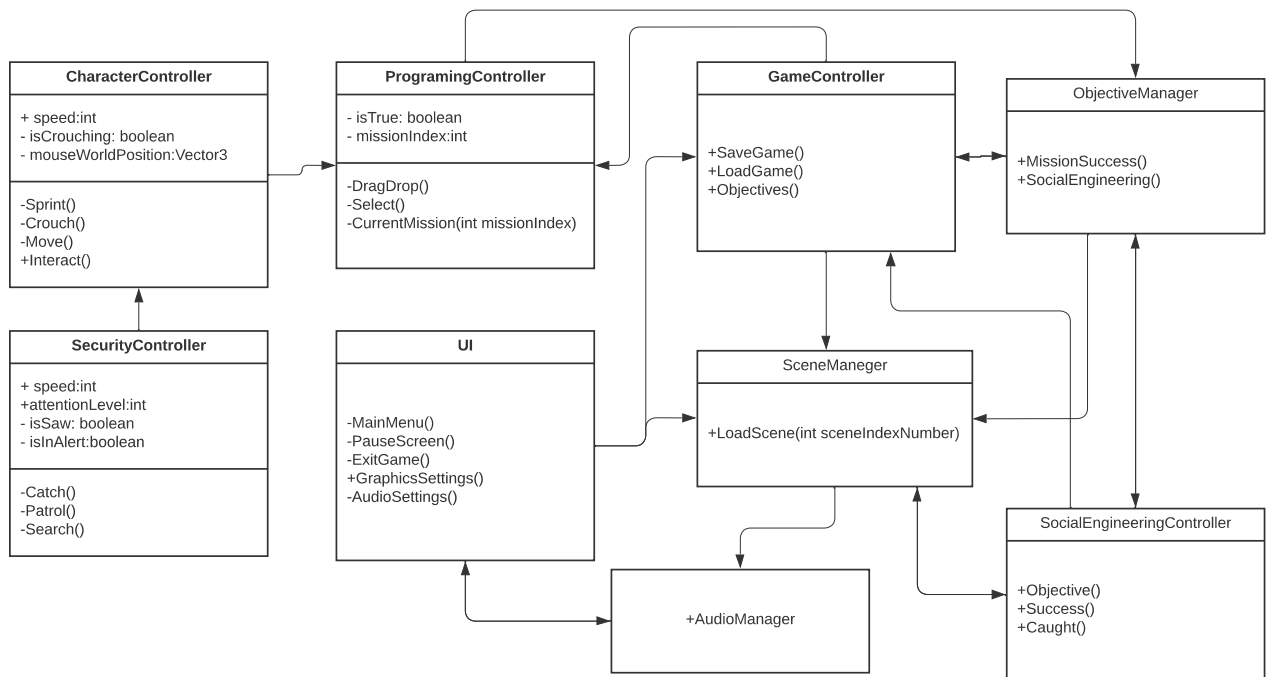 CharacterController
+ speed:int
- isCrouching: boolean
- mouseWorldPosition:Vector3
-Sprint()
-Crouch()
-Move()
+Interact()
ProgramingController
- isTrue: boolean
- missionIndex:int
-DragDrop()
-Select()
-CurrentMission(int missionIndex)
GameController
+SaveGame()
+LoadGame()
+Objectives()
ObjectiveManager
+MissionSuccess()
+SocialEngineering()
SecurityController
+ speed:int
+attentionLevel:int
- isSaw: boolean
- isInAlert:boolean
-Catch()
-Patrol()
-Search()
UI
-MainMenu()
-PauseScreen()
-ExitGame()
+GraphicsSettings()
-AudioSettings()
SceneManeger
+LoadScene(int sceneIndexNumber)
+AudioManager
SocialEngineeringController
+Objective()
+Success()
+Caught()